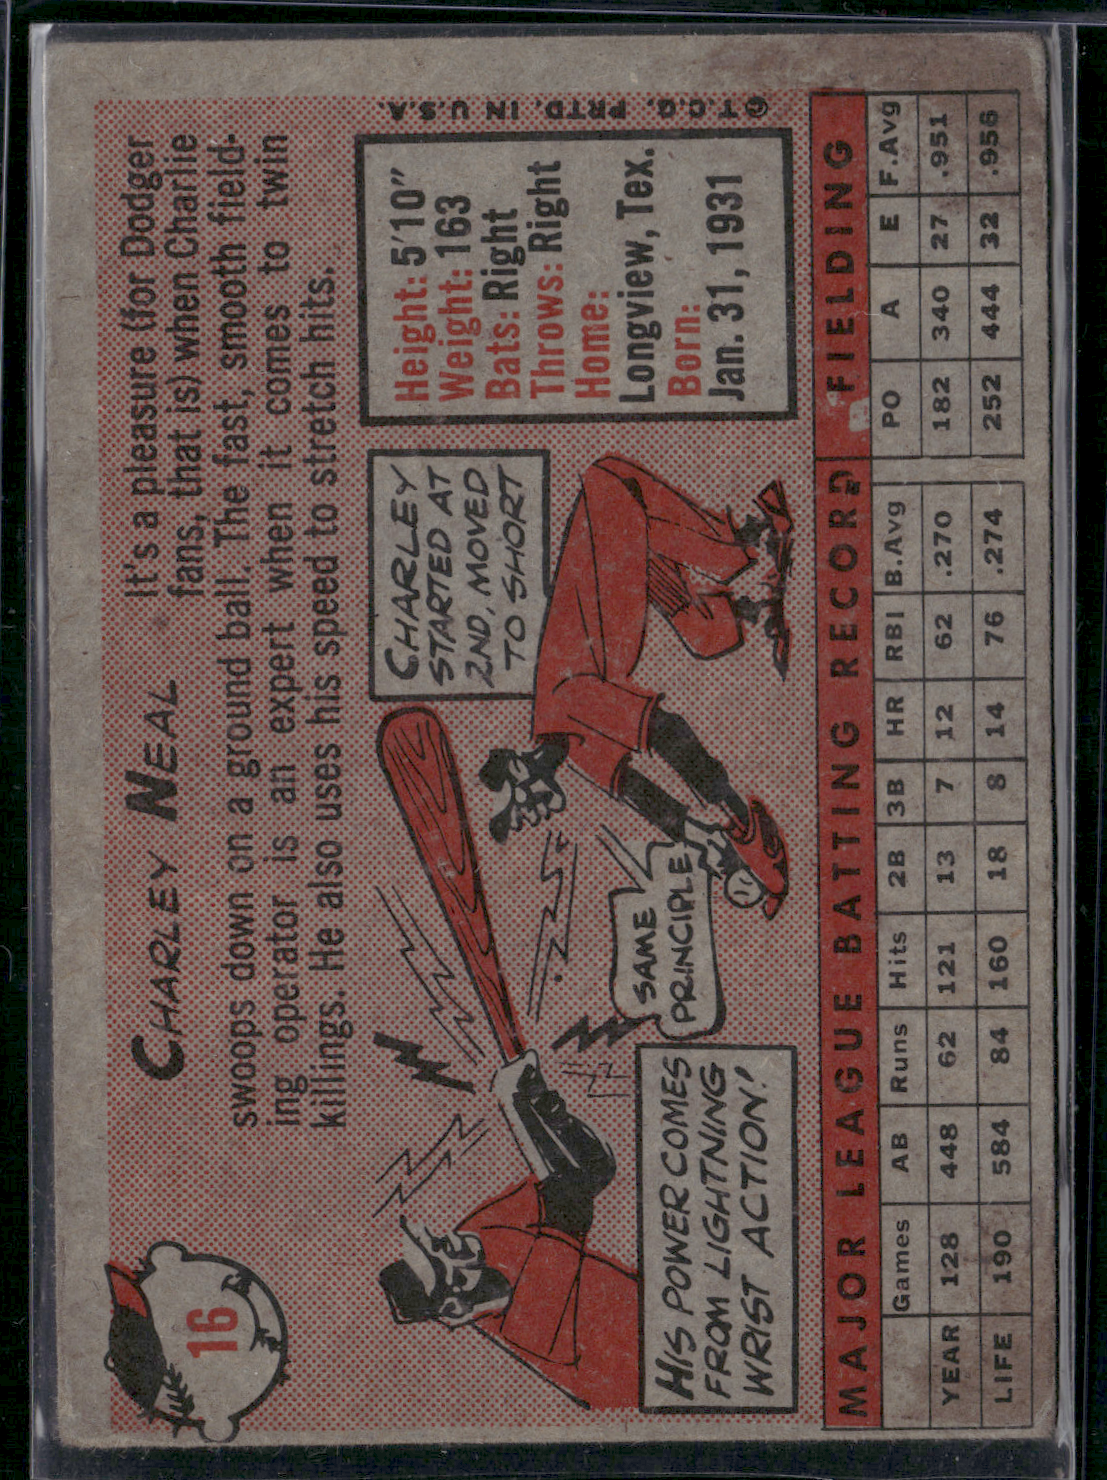 16
CHARLEY NEAL
It's a pleasure (for Dodger
fans, that is) when Charlie
swoops down on a ground ball. The fast, smooth field-
ing operator is an expert when it comes to twin
killings. He also uses his speed to stretch hits.
HIS POWER COMES
FROM LIGHTNING
WRIST ACTION!
SAME
PRINCIPLE
CHARLEY
STARTED AT
2ND, MOVED
TO SHORT
Height: 5'10"
Weight: 163
Bats: Right
Throws: Right
Home:
Longview, Tex.
Born:
Jan. 31, 1931
© T.C.G. PRTD. IN U.S.A.
MAJOR LEAGUE BATTING RECORD FIELDING
Games AB Runs Hits 2B 3B HR RBI B.Avg PO A E F.Avg
YEAR 128 448 62 121 13 7 12 62 .270 182 340 27 .951
LIFE 190 584 84 160 18 8 14 76 .274 252 444 32 .956